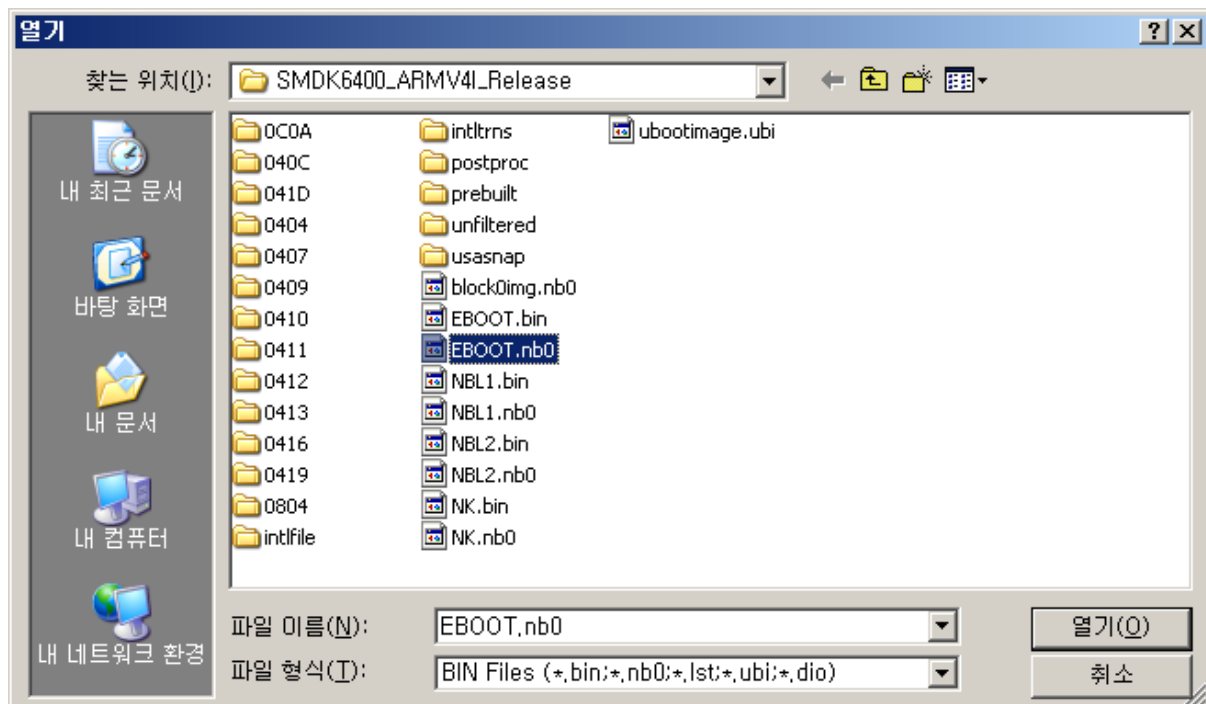 열기
찾는 위치(I): SMDK6400_ARMV4I_Release
내 최근 문서
바탕 화면
내 문서
내 컴퓨터
내 네트워크 환경
0C0A
040C
041D
0404
0407
0409
0410
0411
0412
0413
0416
0419
0804
intlfile
intltrns
postproc
prebuilt
unfiltered
usasnap
block0img.nb0
EBOOT.bin
EBOOT.nb0
NBL1.bin
NBL1.nb0
NBL2.bin
NBL2.nb0
NK.bin
NK.nb0
ubootimage.ubi
파일 이름(N): EBOOT.nb0 열기(O)
파일 형식(T): BIN Files (*.bin;*.nb0;*.lst;*.ubi;*.dio) 취소